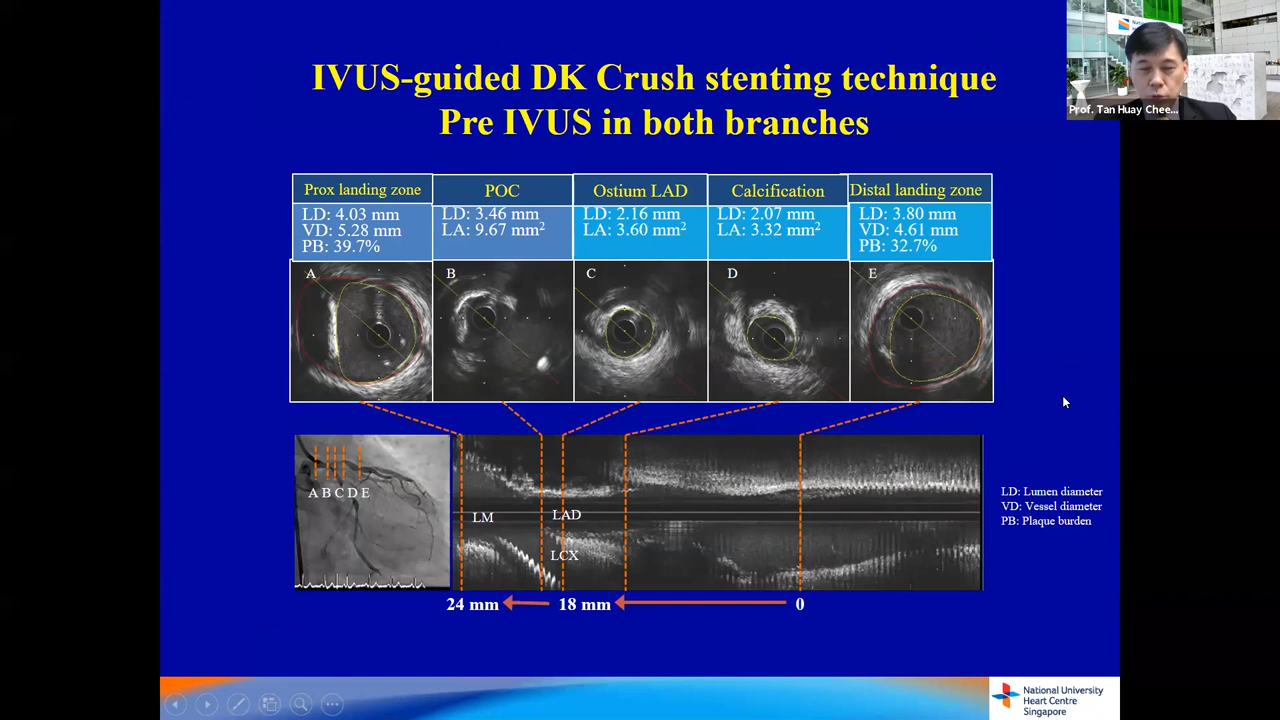 IVUS-guided DK Crush stenting technique
Pre IVUS in both branches
Prof. Tan Huay Chee...
Prox landing zone
POC
Ostium LAD
Calcification
Distal landing zone
LD: 4.03 mm
VD: 5.28 mm
PB: 39.7%
LD: 3.46 mm
LA: 9.67 mm²
LD: 2.16 mm
LA: 3.60 mm²
LD: 2.07 mm
LA: 3.32 mm²
LD: 3.80 mm
VD: 4.61 mm
PB: 32.7%
A
B
C
D
E
A B C D E
LM
LAD
LCX
LD: Lumen diameter
VD: Vessel diameter
PB: Plaque burden
24 mm
18 mm
0
National University
Heart Centre
Singapore